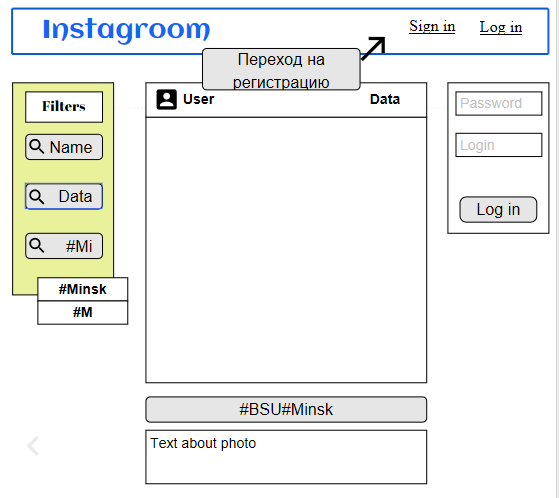 Instagroom
Sign in
Log in
Переход на
регистрацию
Filters
Name
Data
#Mi
#Minsk
#M
User
Data
#BSU#Minsk
Text about photo
Password
Login
Log in